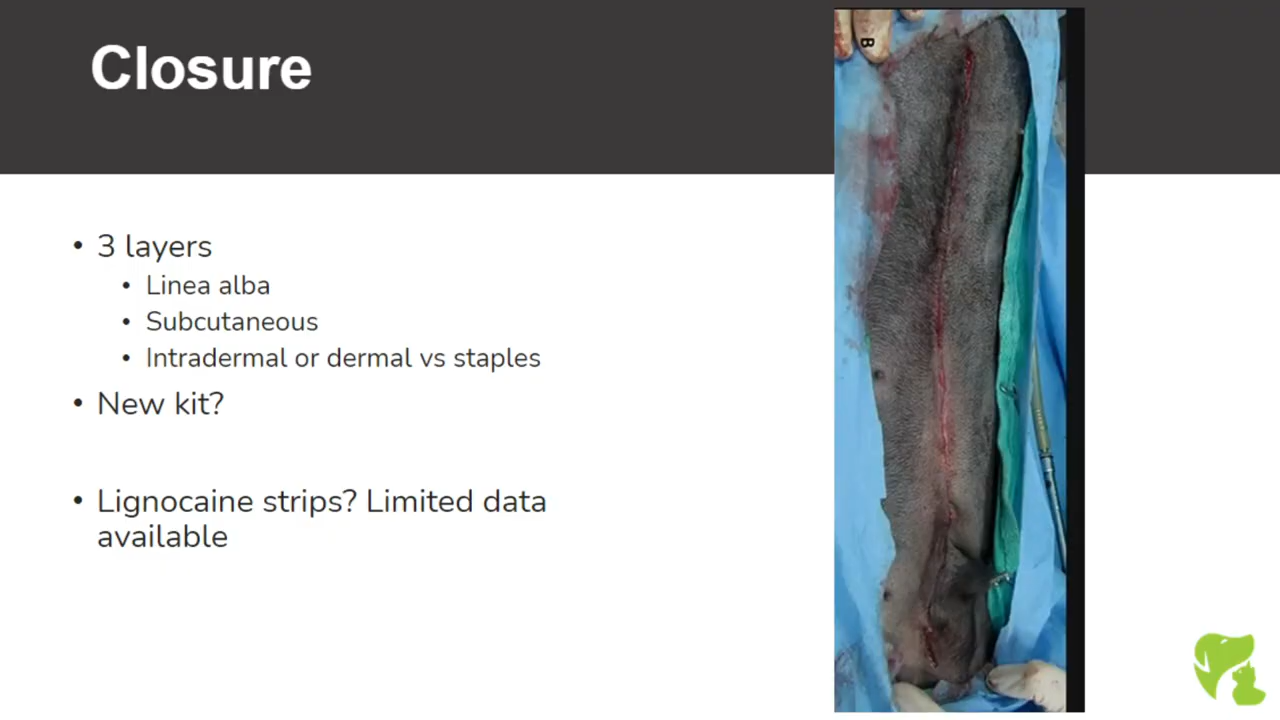 Closure
B
3 layers
Linea alba
Subcutaneous
Intradermal or dermal vs staples
New kit?
Lignocaine strips? Limited data
available